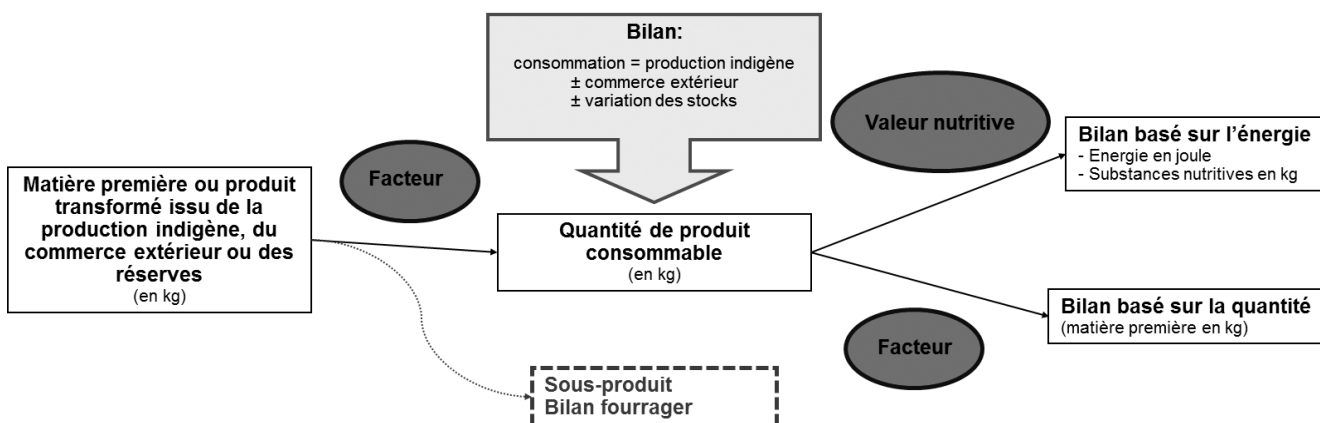 Bilan:
consommation = production indigène
± commerce extérieur
± variation des stocks
Valeur nutritive
Bilan basé sur l'énergie
- Energie en joule
- Substances nutritives en kg
Facteur
Matière première ou produit
transformé issu de la
production indigène, du
commerce extérieur ou des
réserves
(en kg)
Quantité de produit
consommable
(en kg)
Bilan basé sur la quantité
(matière première en kg)
Facteur
Sous-produit
Bilan fourrager